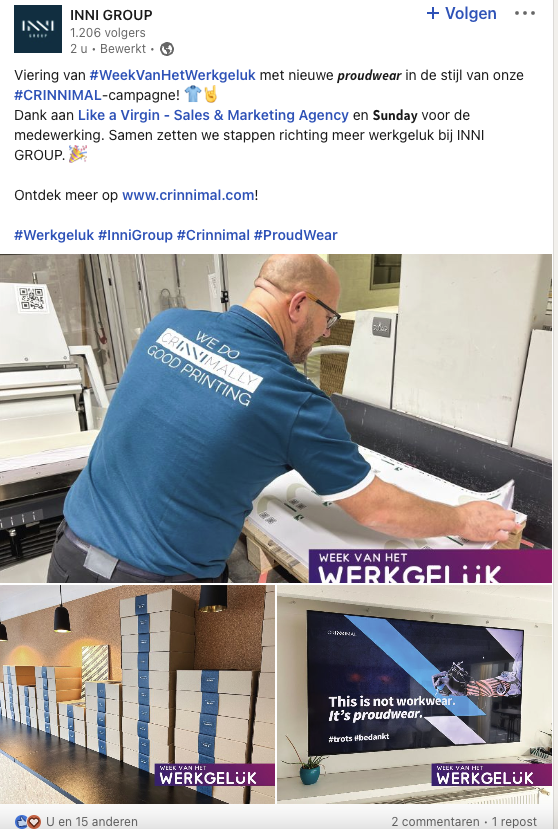 INNI
GROUP
INNI GROUP
1.206 volgers
2 u • Bewerkt •
+ Volgen
Viering van #WeekVanHetWerkgeluk met nieuwe 𝙥𝙧𝙤𝙪𝙙𝙬𝙚𝙖𝙧 in de stijl van onze
#CRINNIMAL-campagne! 👕🤘
Dank aan Like a Virgin - Sales & Marketing Agency en 𝗦𝘂𝗻𝗱𝗮𝘆 voor de
medewerking. Samen zetten we stappen richting meer werkgeluk bij INNI
GROUP. 🎉
Ontdek meer op www.crinnimal.com!
#Werkgeluk #InniGroup #Crinnimal #ProudWear
WE DO
CRINNIMALLY
GOOD PRINTING
WEEK VAN HET
WERKGELUK
WEEK VAN HET
WERKGELUK
CRINNIMAL
This is not workwear.
It's proudwear.
#trots #bedankt
WEEK VAN HET
WERKGELUK
U en 15 anderen
2 commentaren • 1 repost